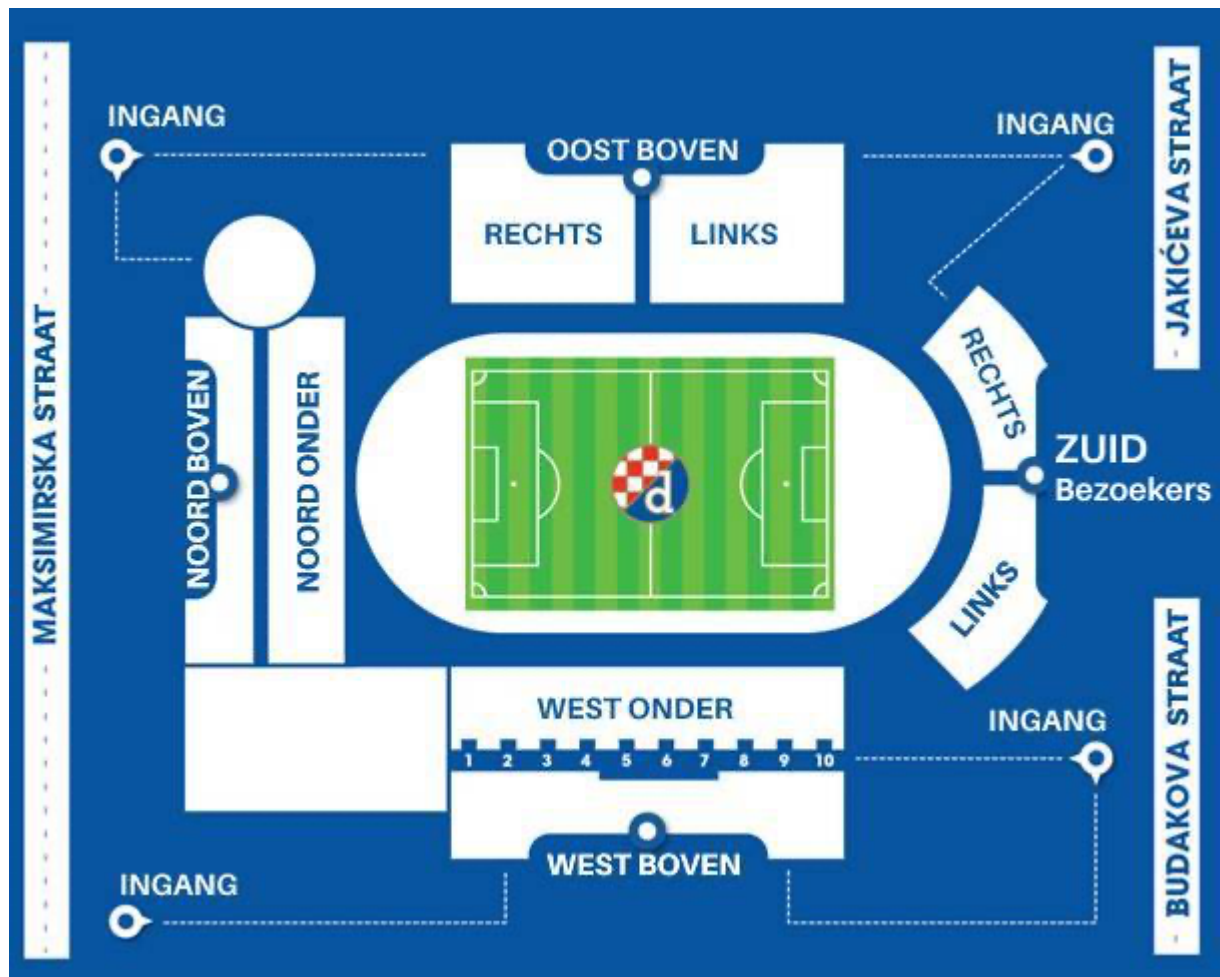 INGANG
OOST BOVEN
INGANG
RECHTS
LINKS
MAKSIMIRSKA STRAAT
JAKIĆEVA STRAAT
NOORD BOVEN
NOORD ONDER
d
RECHTS
ZUID
Bezoekers
LINKS
WEST ONDER
1 2 3 4 5 6 7 8 9 10
INGANG
WEST BOVEN
INGANG
BUDAKOVA STRAAT